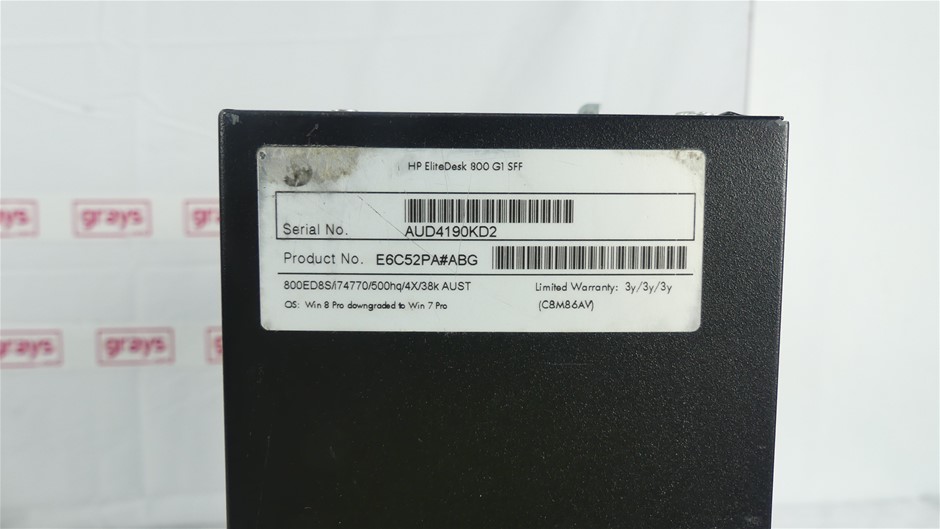 HP EliteDesk 800 G1 SFF
Serial No. AUD4190KD2
Product No. E6C52PA#ABG
800ED8S/i74770/500hq/4X/38k AUST Limited Warranty: 3y/3y/3y
OS: Win 8 Pro downgraded to Win 7 Pro (C8M86AV)
grays grays
grays grays